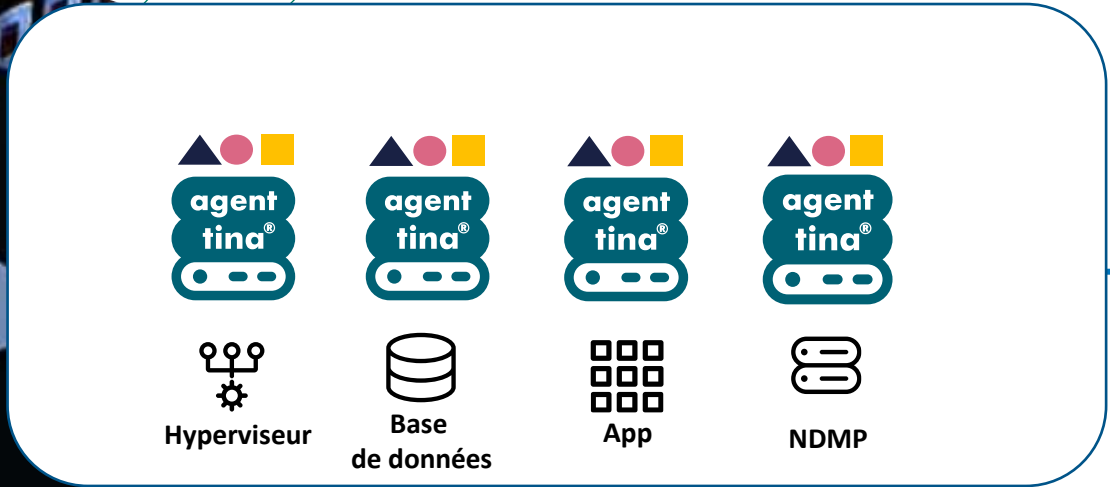 agent
tina®
agent
tina®
agent
tina®
agent
tina®
Hyperviseur
Base
de données
App
NDMP